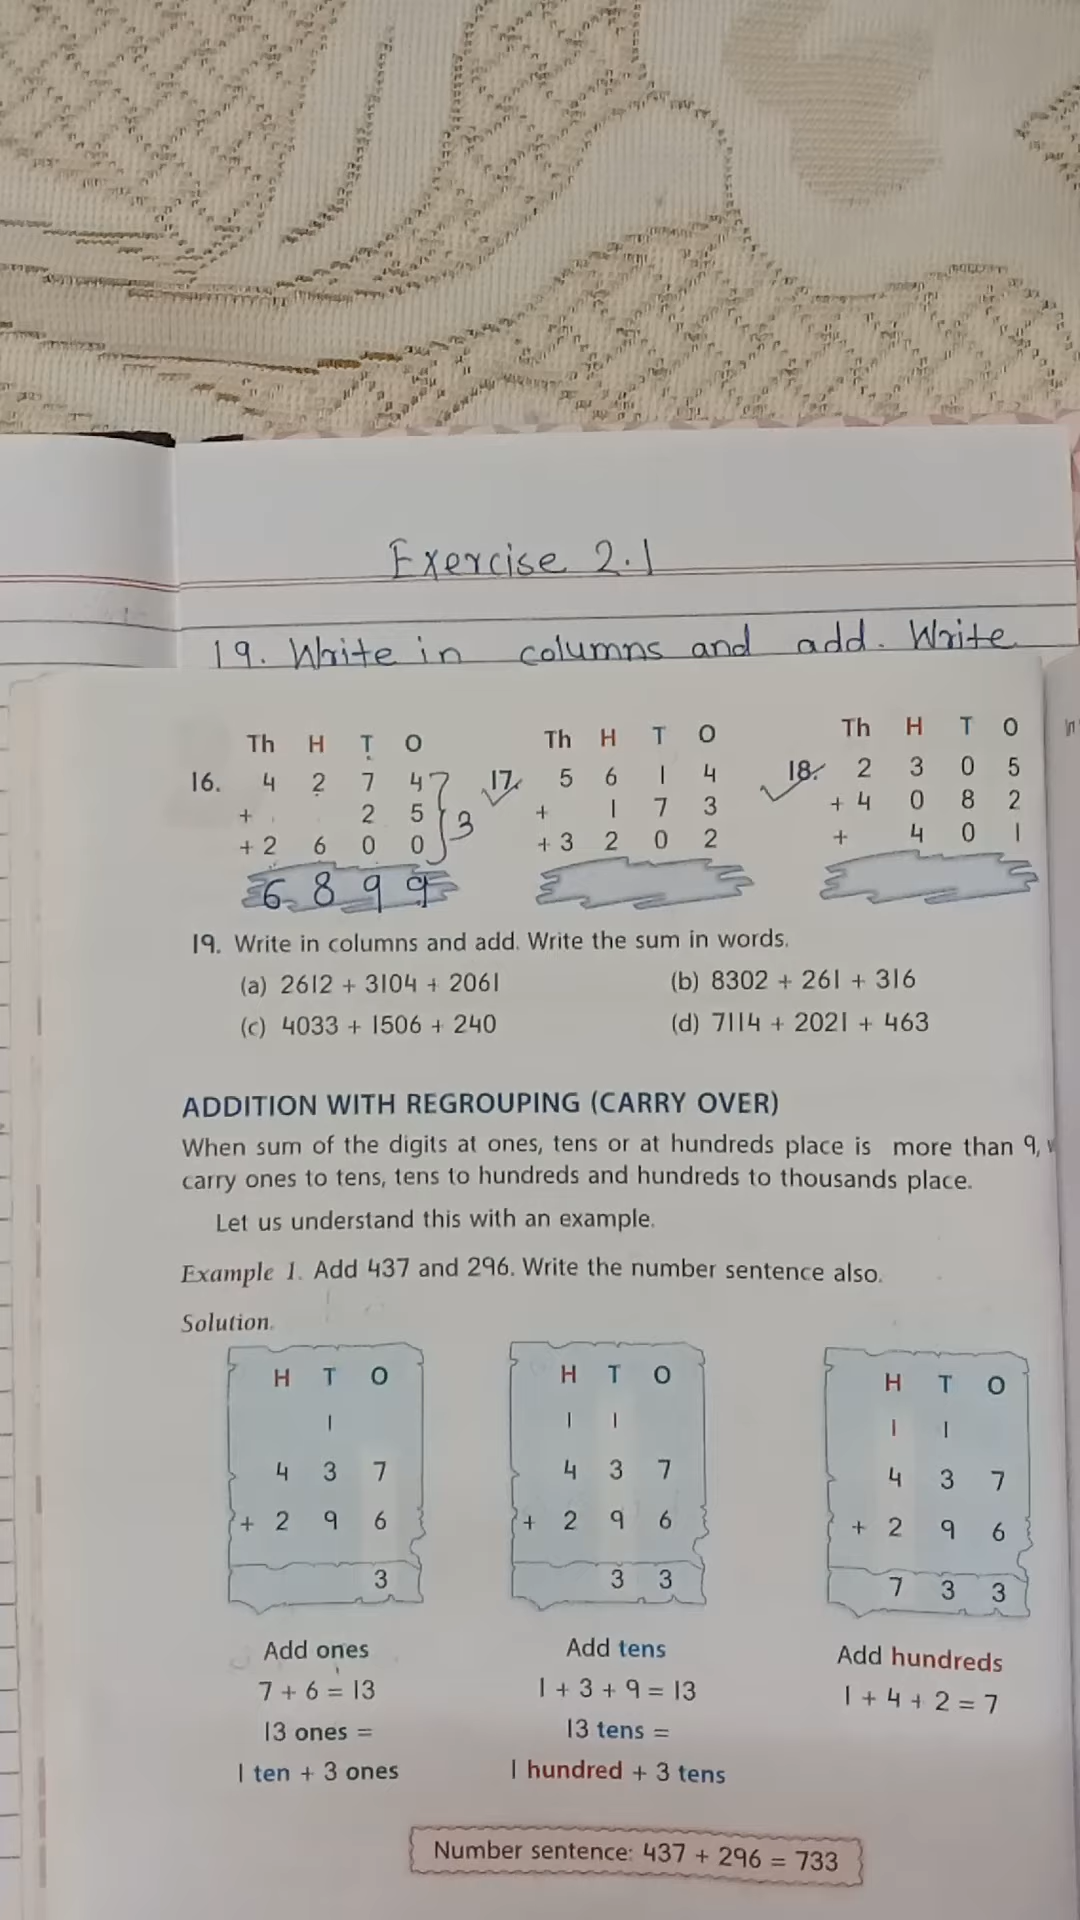 Exercise 2.1
19. Write in columns and add. Write
Th H T O
16. 4 2 7 4
+ 2 5
+ 2 6 0 0
6 8 9 9
3
Th H T O
17. 5 6 1 4
+ 1 7 3
+ 3 2 0 2
Th H T O
18. 2 3 0 5
+ 4 0 8 2
+ 4 0 1
19. Write in columns and add. Write the sum in words.
(a) 2612 + 3104 + 2061
(b) 8302 + 261 + 316
(c) 4033 + 1506 + 240
(d) 7114 + 2021 + 463
ADDITION WITH REGROUPING (CARRY OVER)
When sum of the digits at ones, tens or at hundreds place is more than 9,
carry ones to tens, tens to hundreds and hundreds to thousands place.
Let us understand this with an example.
Example 1. Add 437 and 296. Write the number sentence also.
Solution.
H T O
1
4 3 7
+ 2 9 6
3
Add ones
7 + 6 = 13
13 ones =
1 ten + 3 ones
H T O
1 1
4 3 7
+ 2 9 6
3 3
Add tens
1 + 3 + 9 = 13
13 tens =
1 hundred + 3 tens
H T O
1 1
4 3 7
+ 2 9 6
7 3 3
Add hundreds
1 + 4 + 2 = 7
Number sentence: 437 + 296 = 733